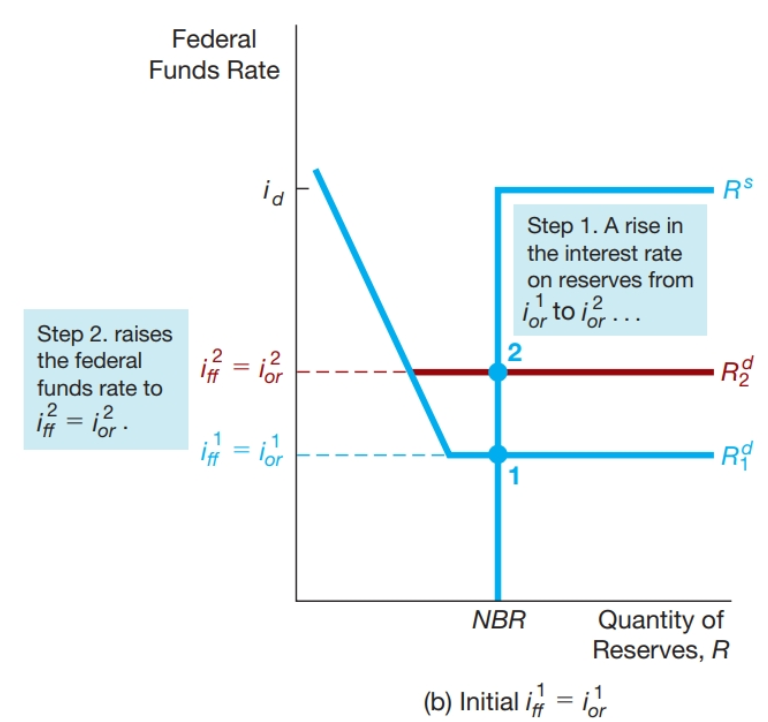 Federal
Funds Rate
i_d
R^s
Step 1. A rise in
the interest rate
on reserves from
i_or^1 to i_or^2 ...
Step 2. raises
the federal
funds rate to
i_ff^2 = i_or^2 .
i_ff^2 = i_or^2
2
R_2^d
i_ff^1 = i_or^1
1
R_1^d
NBR
Quantity of
Reserves, R
(b) Initial i_ff^1 = i_or^1